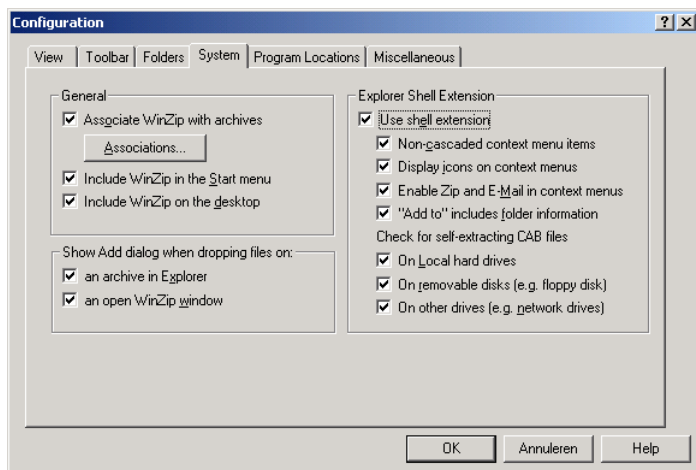 Configuration
View Toolbar Folders System Program Locations Miscellaneous
General
Associate WinZip with archives
Associations...
Include WinZip in the Start menu
Include WinZip on the desktop
Show Add dialog when dropping files on:
an archive in Explorer
an open WinZip window
Explorer Shell Extension
Use shell extension
Non-cascaded context menu items
Display icons on context menus
Enable Zip and E-Mail in context menus
"Add to" includes folder information
Check for self-extracting CAB files
On Local hard drives
On removable disks (e.g. floppy disk)
On other drives (e.g. network drives)
OK Annuleren Help